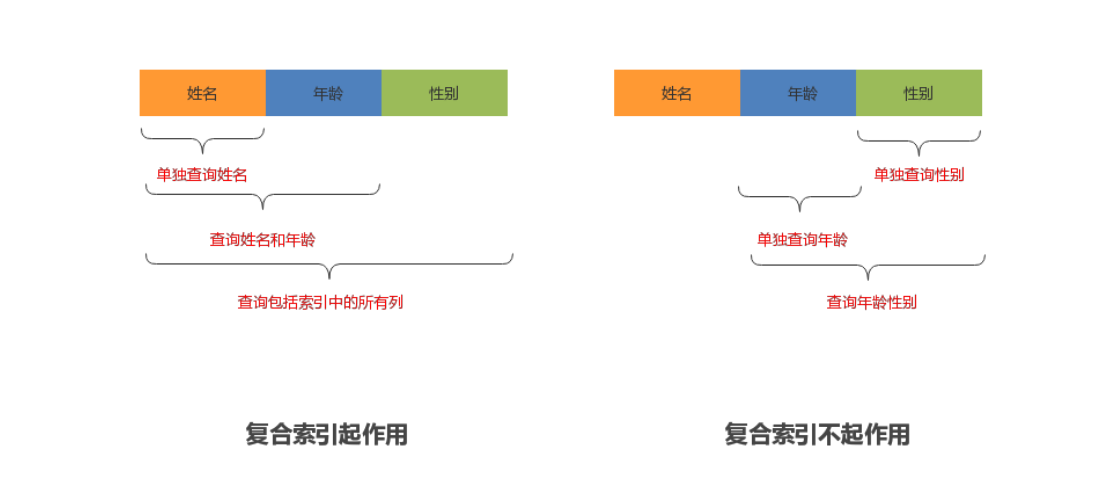 姓名 年龄 性别
单独查询姓名
查询姓名和年龄
查询包括索引中的所有列
复合索引起作用
姓名 年龄 性别
单独查询性别
单独查询年龄
查询年龄性别
复合索引不起作用